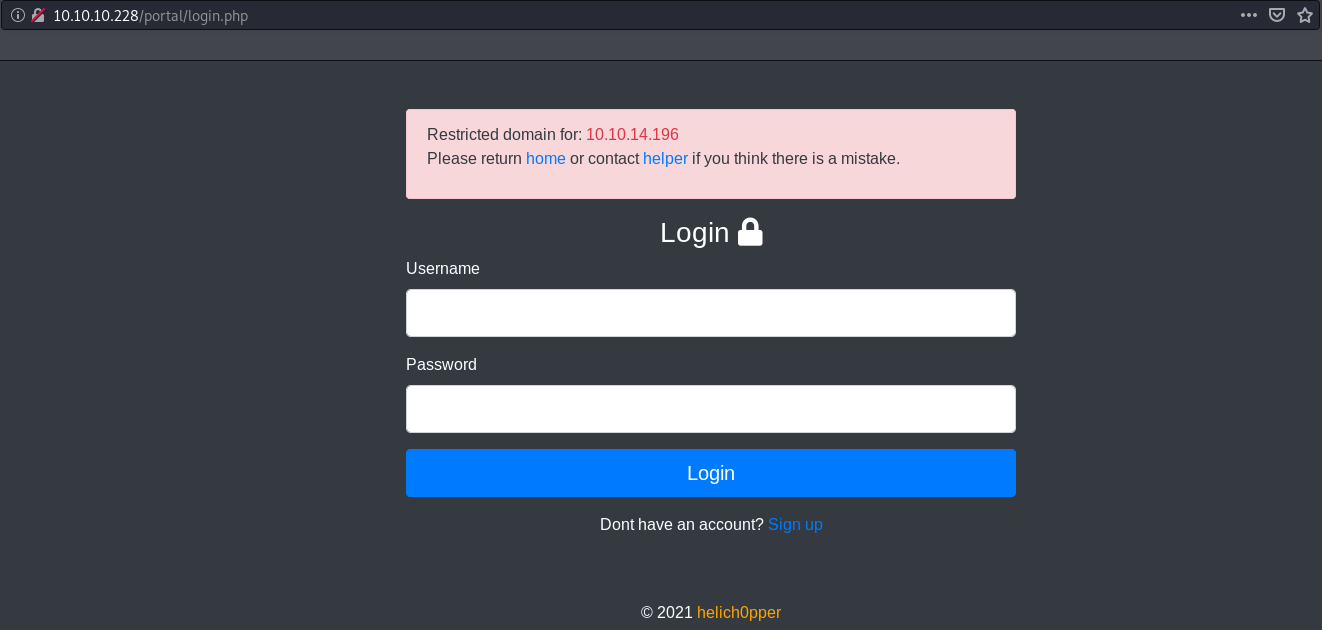 10.10.10.228/portal/login.php
Restricted domain for: 10.10.14.196
Please return home or contact helper if you think there is a mistake.
Login
Username
Password
Login
Dont have an account? Sign up
© 2021 helich0pper